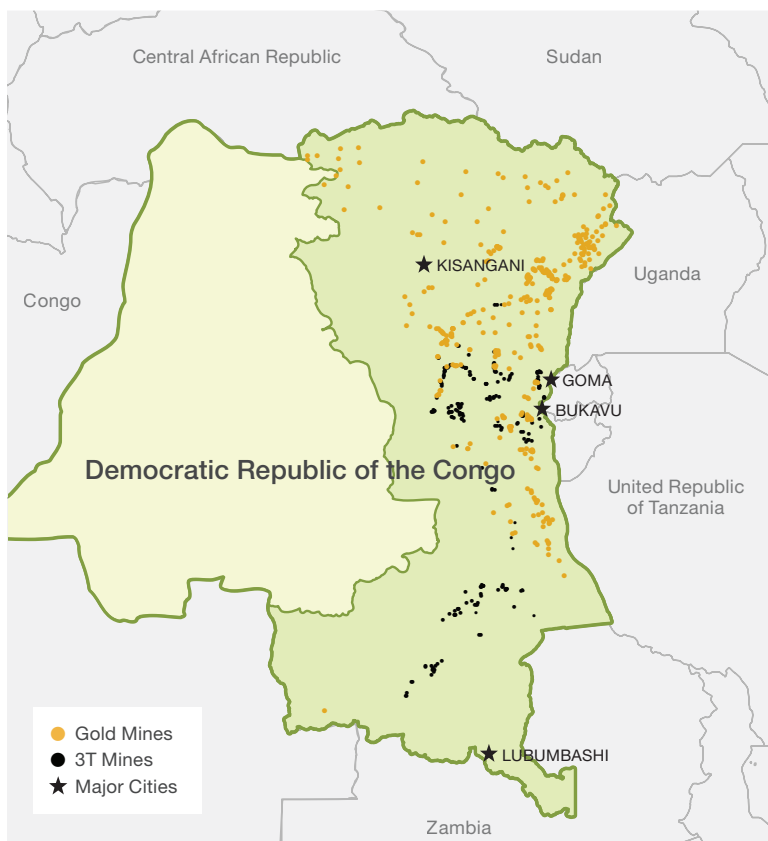 Central African Republic
Sudan
KISANGANI
Uganda
Congo
GOMA
BUKAVU
Democratic Republic of the Congo
United Republic
of Tanzania
Gold Mines
3T Mines
Major Cities
LUBUMBASHI
Zambia